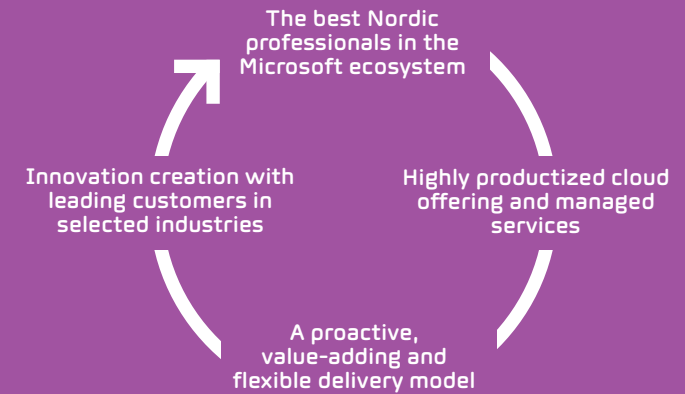 The best Nordic
professionals in the
Microsoft ecosystem
Highly productized cloud
offering and managed
services
A proactive,
value-adding and
flexible delivery model
Innovation creation with
leading customers in
selected industries